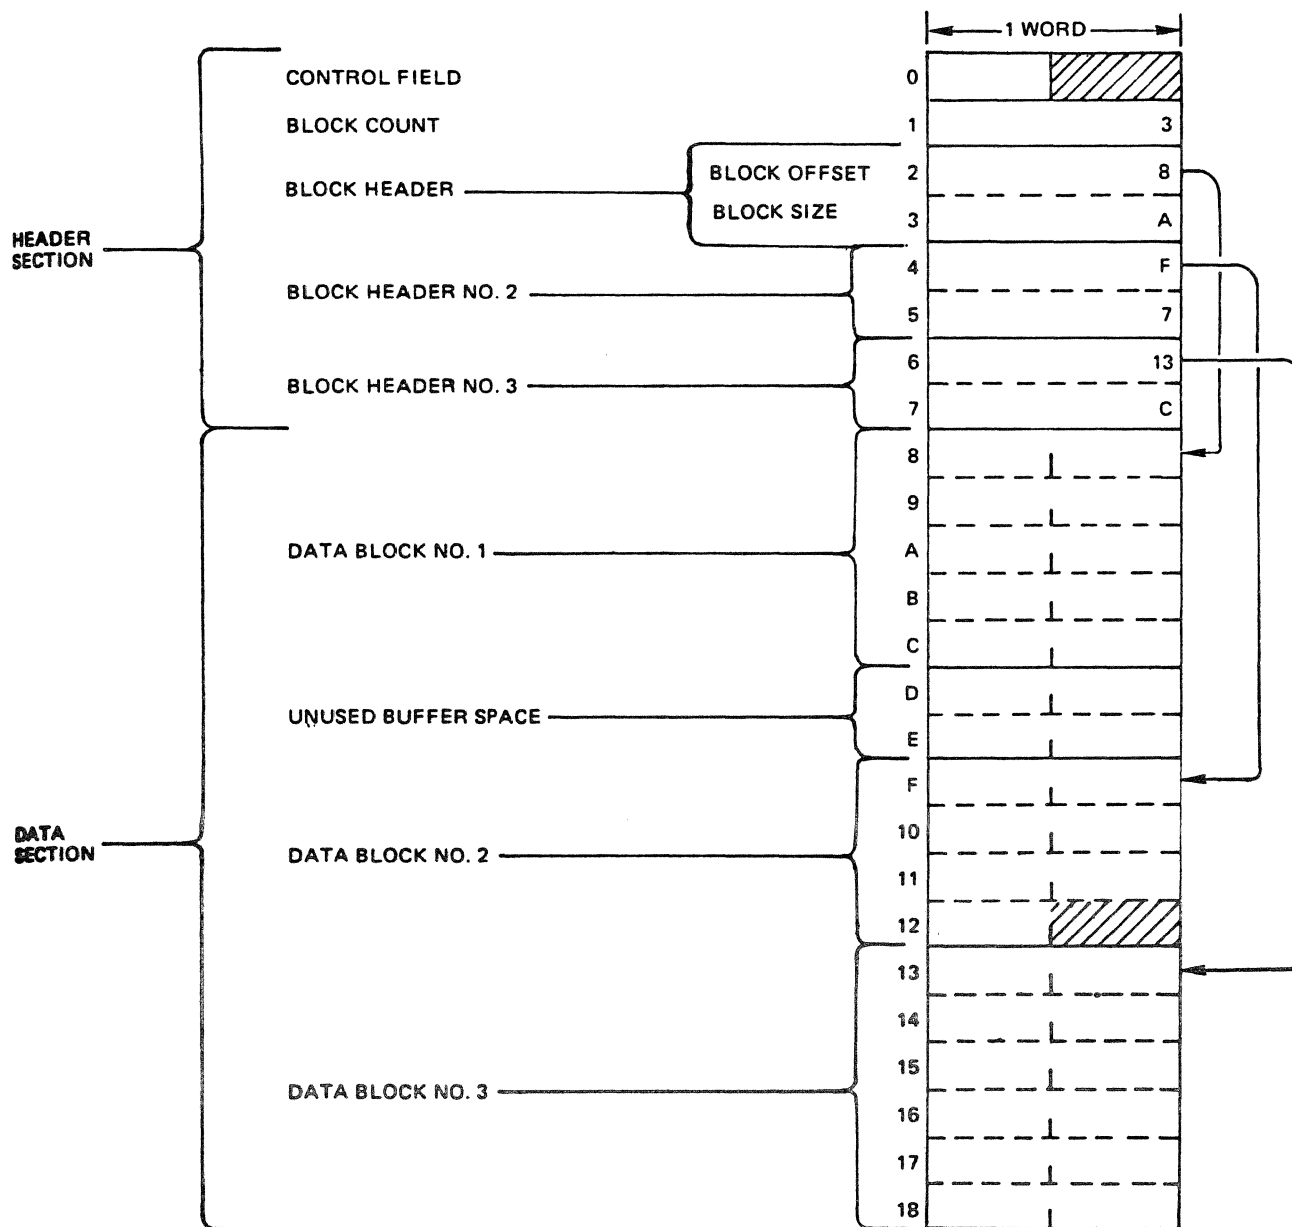 1 WORD
CONTROL FIELD 0
BLOCK COUNT 1 3
BLOCK HEADER BLOCK OFFSET 2 8
BLOCK SIZE 3 A
HEADER
SECTION
4 F
BLOCK HEADER NO. 2
5 7
6 13
BLOCK HEADER NO. 3
7 C
8
9
DATA BLOCK NO. 1 A
B
C
D
UNUSED BUFFER SPACE
E
F
10
DATA
SECTION
DATA BLOCK NO. 2
11
12
13
14
15
DATA BLOCK NO. 3
16
17
18